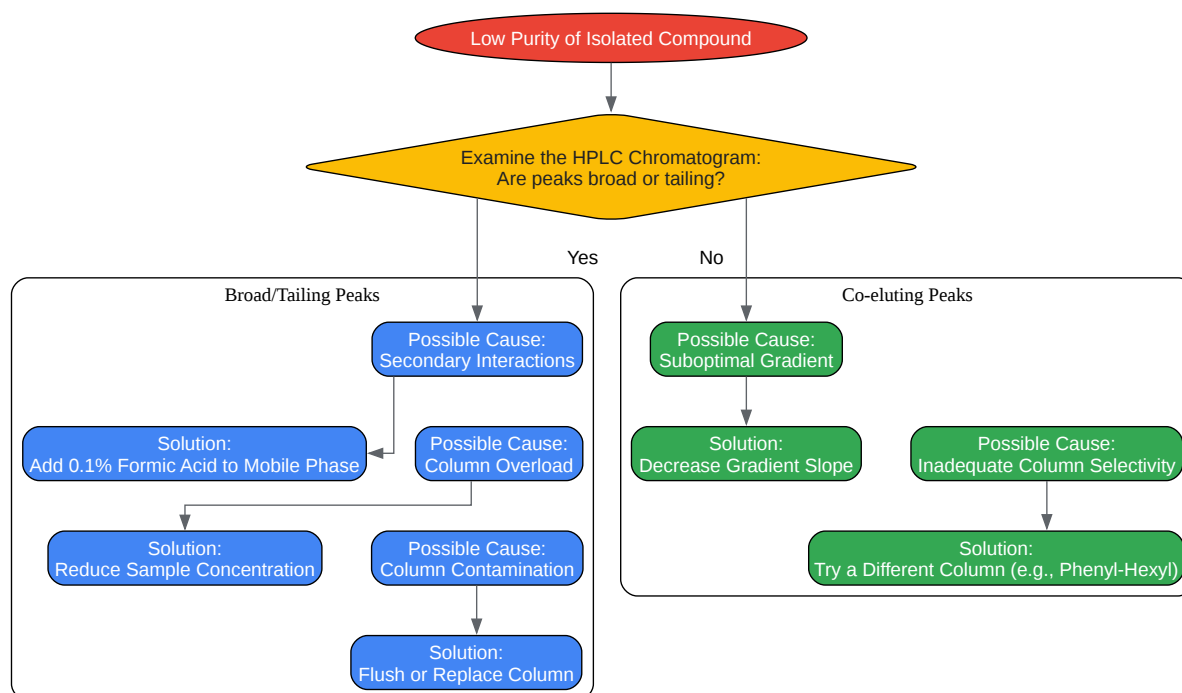 Low Purity of Isolated Compound
Examine the HPLC Chromatogram:
Are peaks broad or tailing?
Yes
No
Broad/Tailing Peaks
Possible Cause:
Secondary Interactions
Solution:
Add 0.1% Formic Acid to Mobile Phase
Possible Cause:
Column Overload
Solution:
Reduce Sample Concentration
Possible Cause:
Column Contamination
Solution:
Flush or Replace Column
Co-eluting Peaks
Possible Cause:
Suboptimal Gradient
Solution:
Decrease Gradient Slope
Possible Cause:
Inadequate Column Selectivity
Solution:
Try a Different Column (e.g., Phenyl-Hexyl)